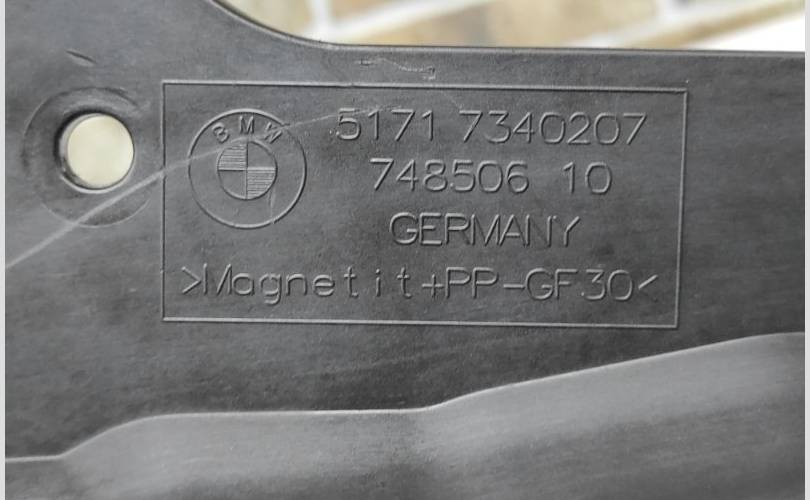 BMW
5171 7340207
748506 10
GERMANY
>Magnetit+PP-GF30<